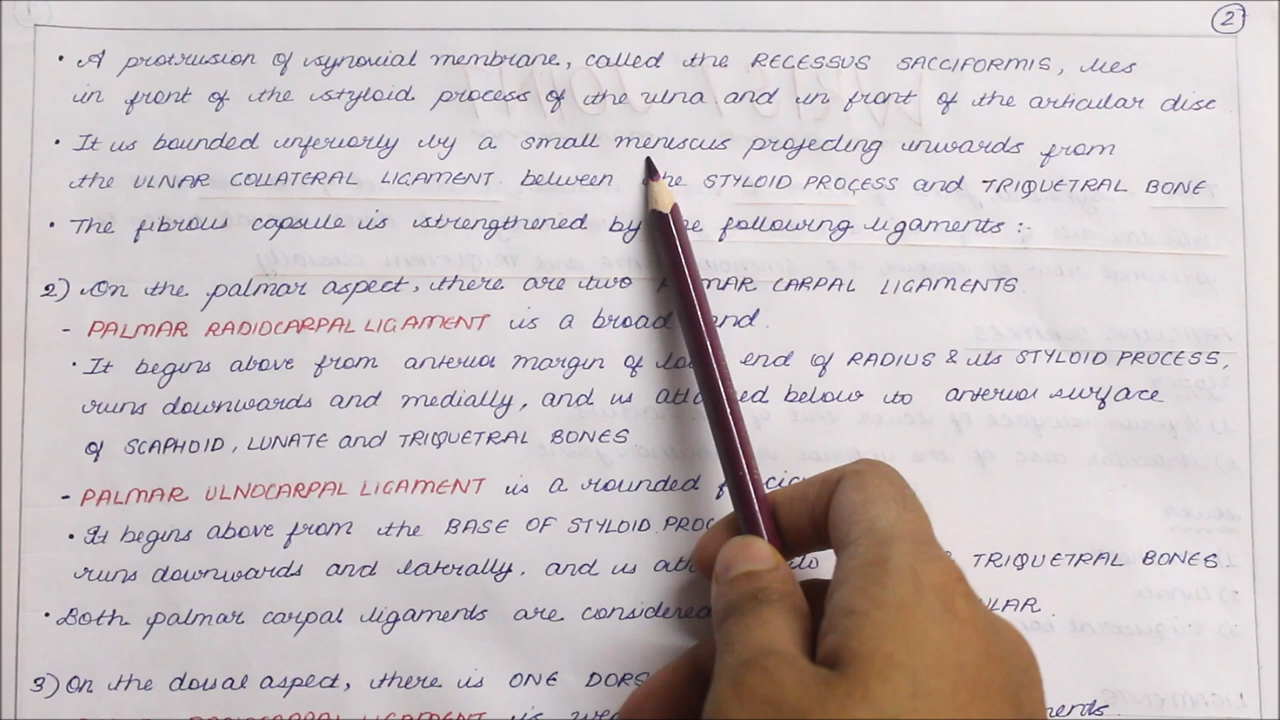 2
• A protrusion of synovial membrane, called the RECESSUS SACCIFORMIS, lies
in front of the styloid process of the ulna and in front of the articular disc.
• It is bounded inferiorly by a small meniscus projecting inwards from
the ULNAR COLLATERAL LIGAMENT between the STYLOID PROCESS and TRIQUETRAL BONE
• The fibrous capsule is strengthened by the following ligaments :-
2) On the palmar aspect, there are two MAR CARPAL LIGAMENTS
- PALMAR RADIOCARPAL LIGAMENT is a broad
• It begins above from anterior margin of end of RADIUS & its STYLOID PROCESS,
runs downwards and medially, and is below to anterior surface
of SCAPHOID, LUNATE and TRIQUETRAL BONES
- PALMAR ULNOCARPAL LIGAMENT is a rounded
• It begins above from the BASE OF STYLOID PROC
runs downwards and laterally, and is TRIQUETRAL BONES
• Both palmar carpal ligaments are considered LAR.
3) On the dorsal aspect, there is ONE DORS
RADIOCARPAL LIGAMENT is